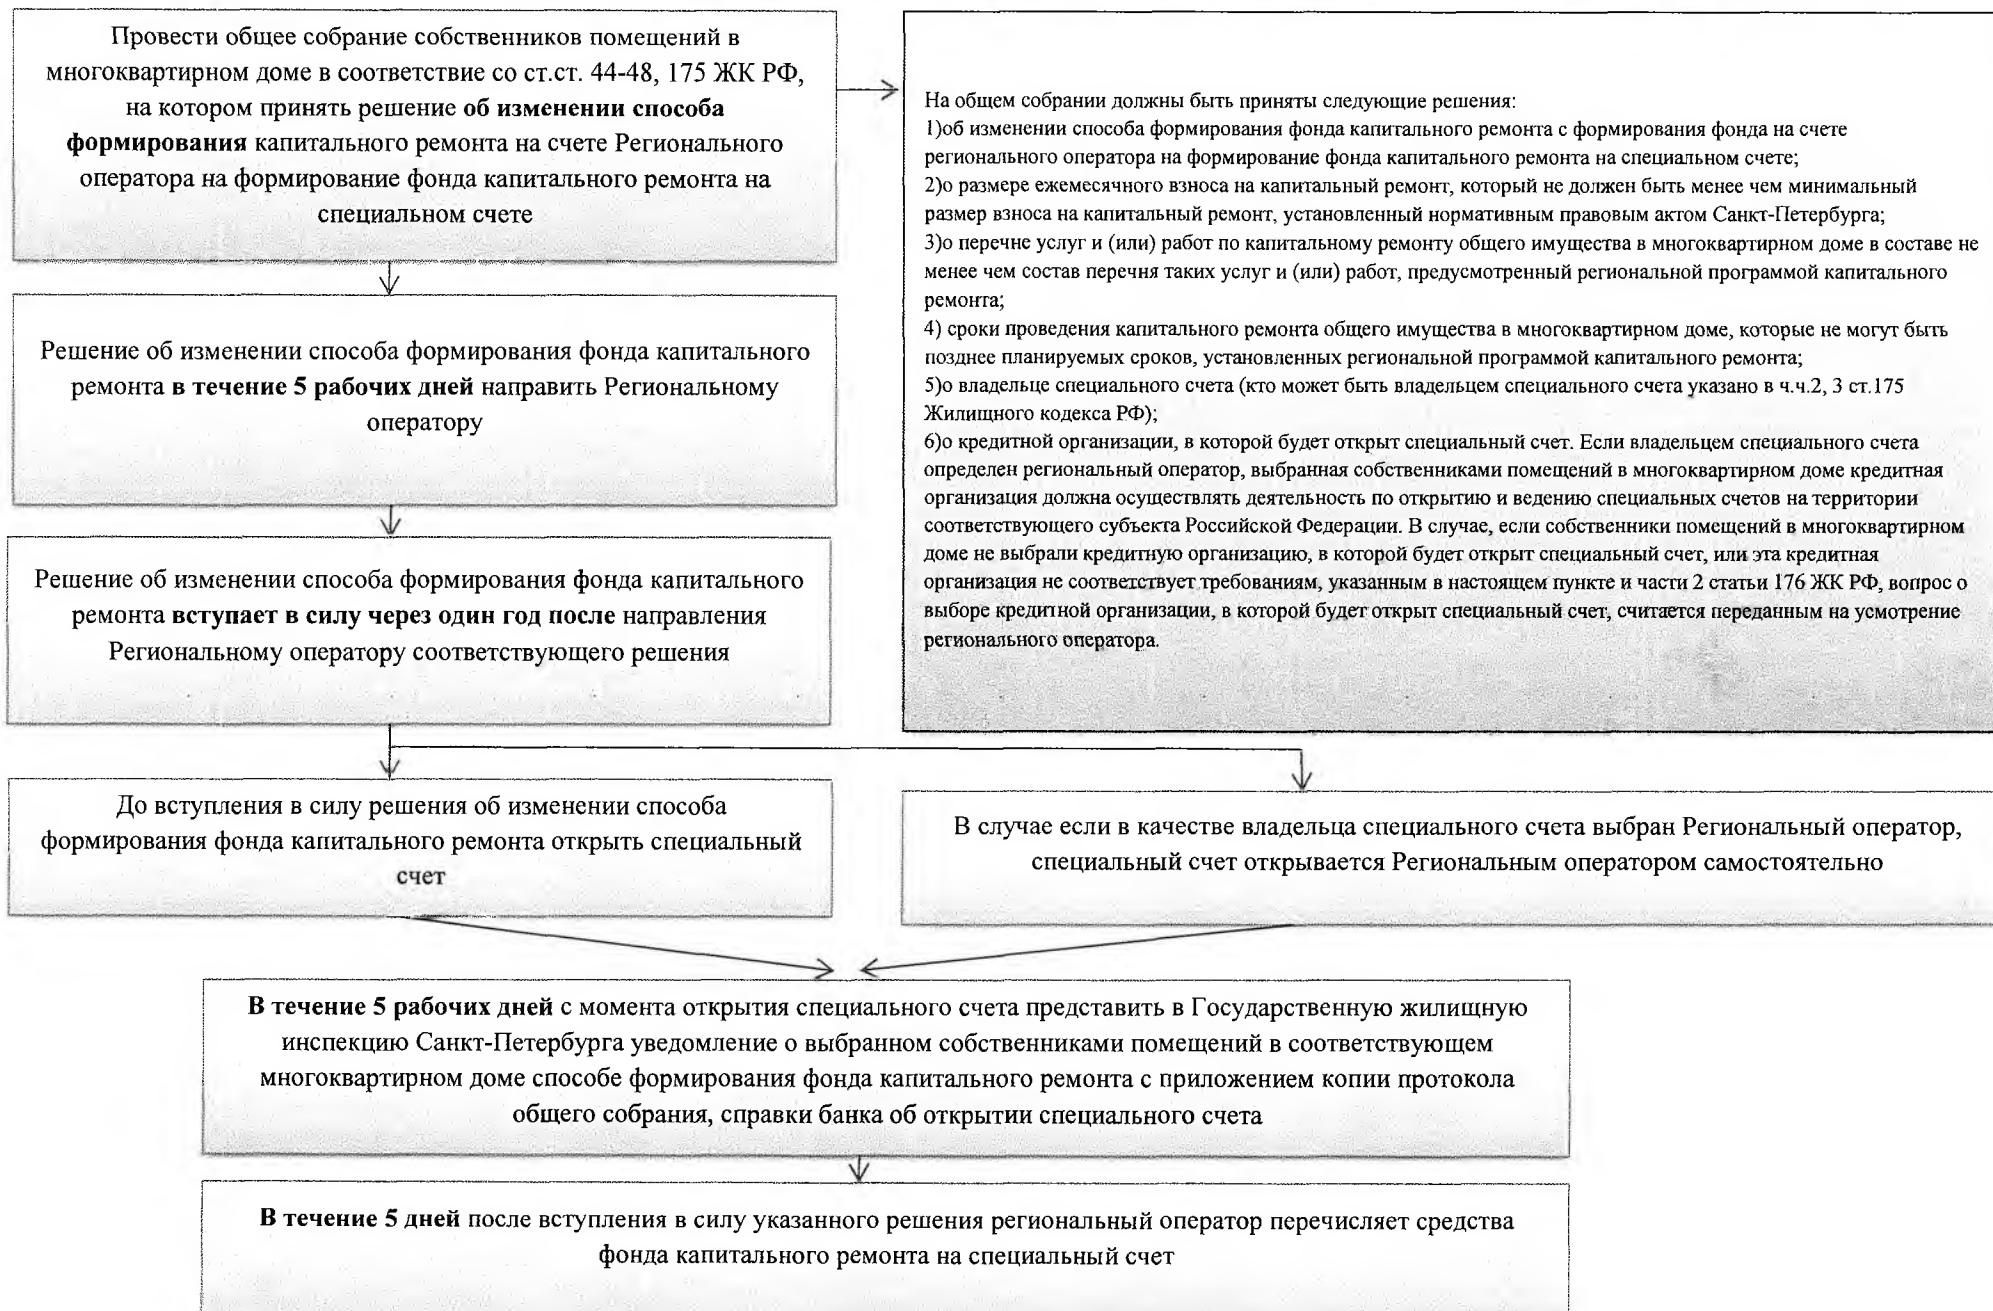 Провести общее собрание собственников помещений в
многоквартирном доме в соответствие со ст.ст. 44-48, 175 ЖК РФ,
на котором принять решение об изменении способа
формирования капитального ремонта на счете Регионального
оператора на формирование фонда капитального ремонта на
специальном счете
На общем собрании должны быть приняты следующие решения:
1)об изменении способа формирования фонда капитального ремонта с формирования фонда на счете
регионального оператора на формирование фонда капитального ремонта на специальном счете;
2)о размере ежемесячного взноса на капитальный ремонт, который не должен быть менее чем минимальный
размер взноса на капитальный ремонт, установленный нормативным правовым актом Санкт-Петербурга;
3)о перечне услуг и (или) работ по капитальному ремонту общего имущества в многоквартирном доме в составе не
менее чем состав перечня таких услуг и (или) работ, предусмотренный региональной программой капитального
ремонта;
4) сроки проведения капитального ремонта общего имущества в многоквартирном доме, которые не могут быть
позднее планируемых сроков, установленных региональной программой капитального ремонта;
5)о владельце специального счета (кто может быть владельцем специального счета указано в ч.ч.2, 3 ст.175
Жилищного кодекса РФ);
6)о кредитной организации, в которой будет открыт специальный счет. Если владельцем специального счета
определен региональный оператор, выбранная собственниками помещений в многоквартирном доме кредитная
организация должна осуществлять деятельность по открытию и ведению специальных счетов на территории
соответствующего субъекта Российской Федерации. В случае, если собственники помещений в многоквартирном
доме не выбрали кредитную организацию, в которой будет открыт специальный счет, или эта кредитная
организация не соответствует требованиям, указанным в настоящем пункте и части 2 статьи 176 ЖК РФ, вопрос о
выборе кредитной организации, в которой будет открыт специальный счет, считается переданным на усмотрение
регионального оператора.
Решение об изменении способа формирования фонда капитального
ремонта в течение 5 рабочих дней направить Региональному
оператору
Решение об изменении способа формирования фонда капитального
ремонта вступает в силу через один год после направления
Региональному оператору соответствующего решения
До вступления в силу решения об изменении способа
формирования фонда капитального ремонта открыть специальный
счет
В случае если в качестве владельца специального счета выбран Региональный оператор,
специальный счет открывается Региональным оператором самостоятельно
В течение 5 рабочих дней с момента открытия специального счета представить в Государственную жилищную
инспекцию Санкт-Петербурга уведомление о выбранном собственниками помещений в соответствующем
многоквартирном доме способе формирования фонда капитального ремонта с приложением копии протокола
общего собрания, справки банка об открытии специального счета
В течение 5 дней после вступления в силу указанного решения региональный оператор перечисляет средства
фонда капитального ремонта на специальный счет